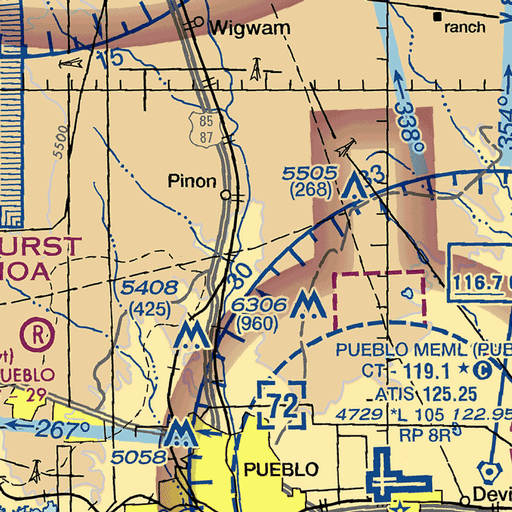 Wigwam
ranch
15
5500
85
87
338°
354°
5505
(268)
33
Pinon
URST
MOA
30
5408
(425)
6306
(960)
116.7
R
PUEBLO MEML (PUB
CT - 119.1 ★ C
ATIS 125.25
4729 *L 105 122.95
RP 8R
UEBLO
29
72
267°
5058
PUEBLO
Devi